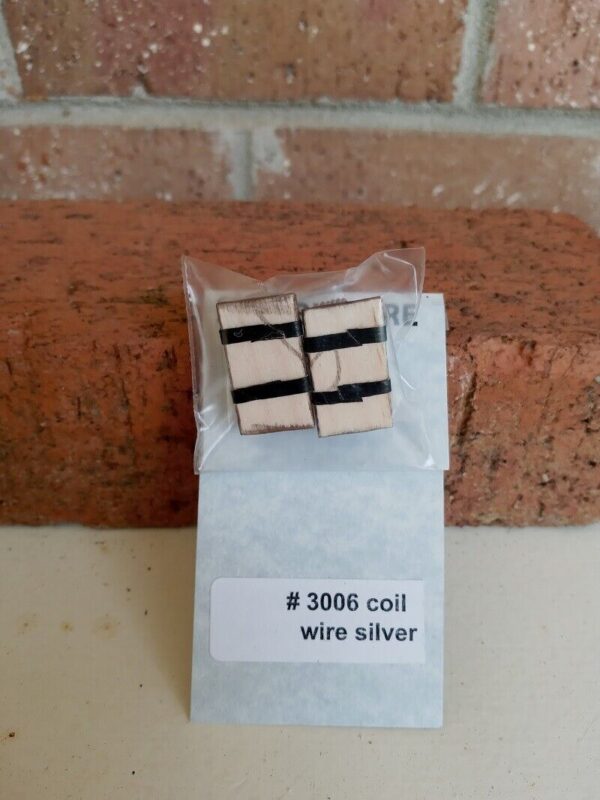 # 3006 coil
wire silver